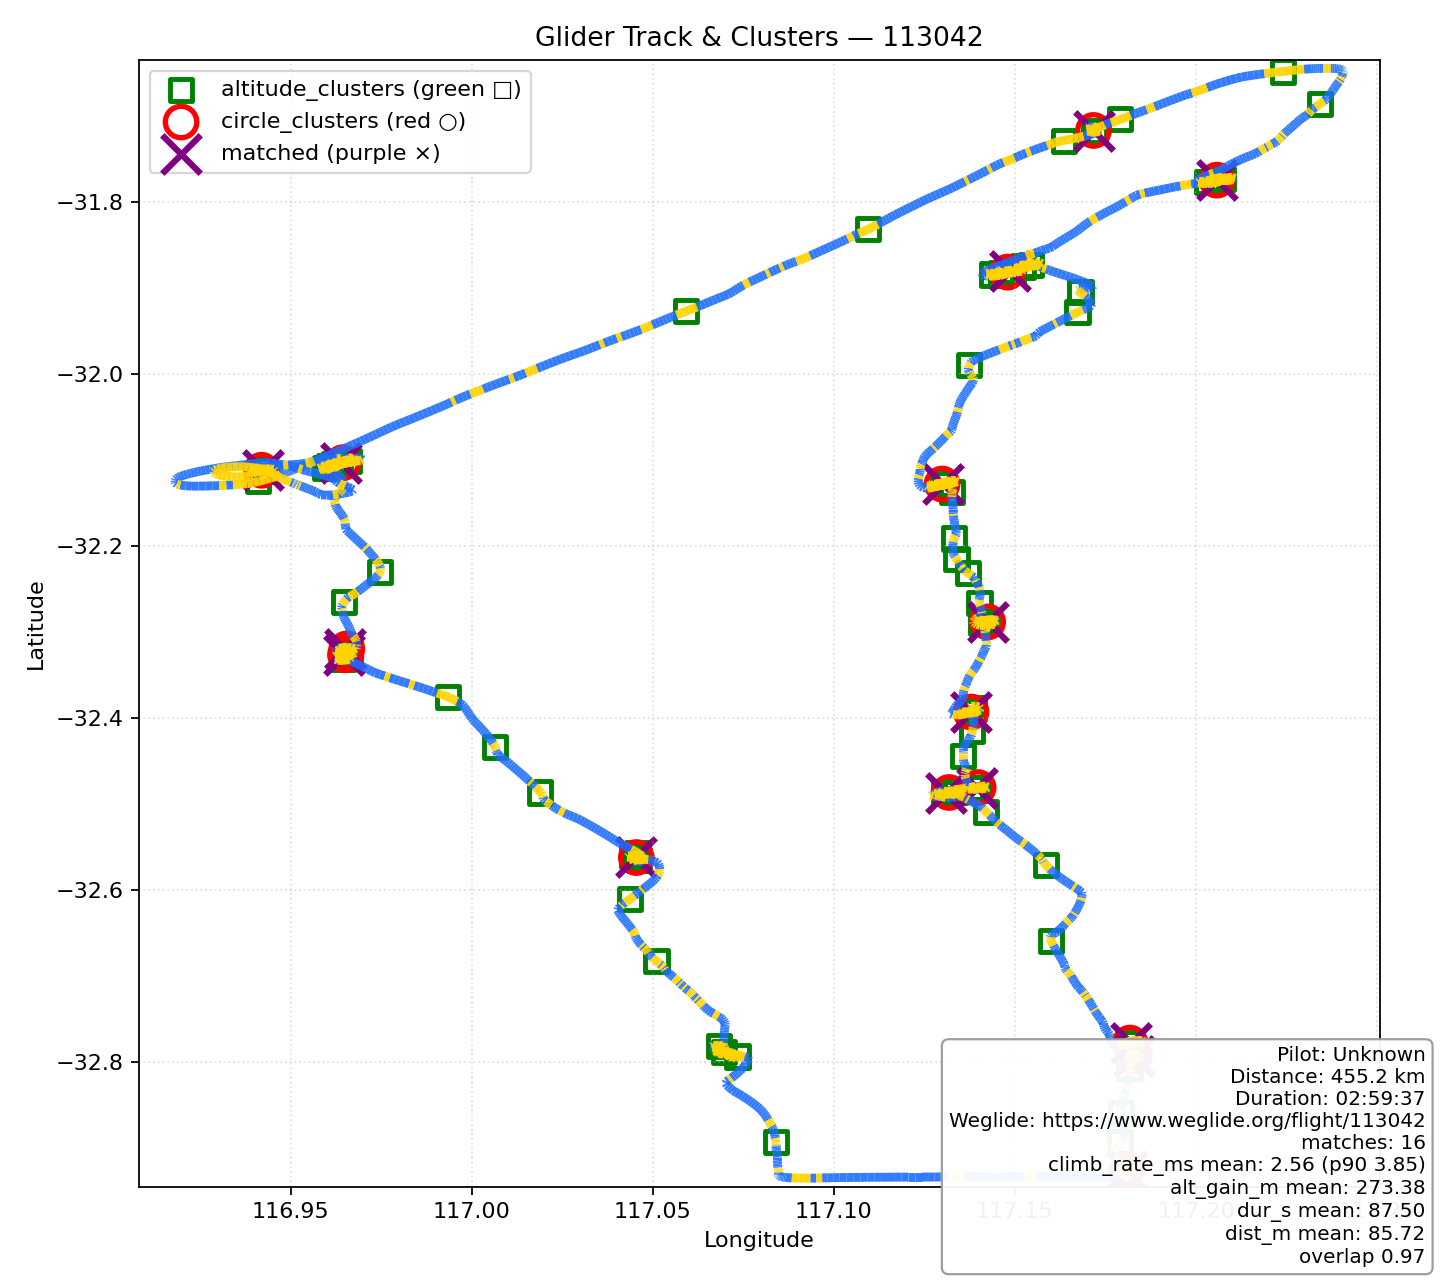 Glider Track & Clusters — 113042
altitude_clusters (green □)
circle_clusters (red ○)
matched (purple ×)
−31.8
−32.0
−32.2
−32.4
−32.6
−32.8
Latitude
116.95
117.00
117.05
117.10
117.15
117.20
Longitude
Pilot: Unknown
Distance: 455.2 km
Duration: 02:59:37
Weglide: https://www.weglide.org/flight/113042
matches: 16
climb_rate_ms mean: 2.56 (p90 3.85)
alt_gain_m mean: 273.38
dur_s mean: 87.50
dist_m mean: 85.72
overlap 0.97